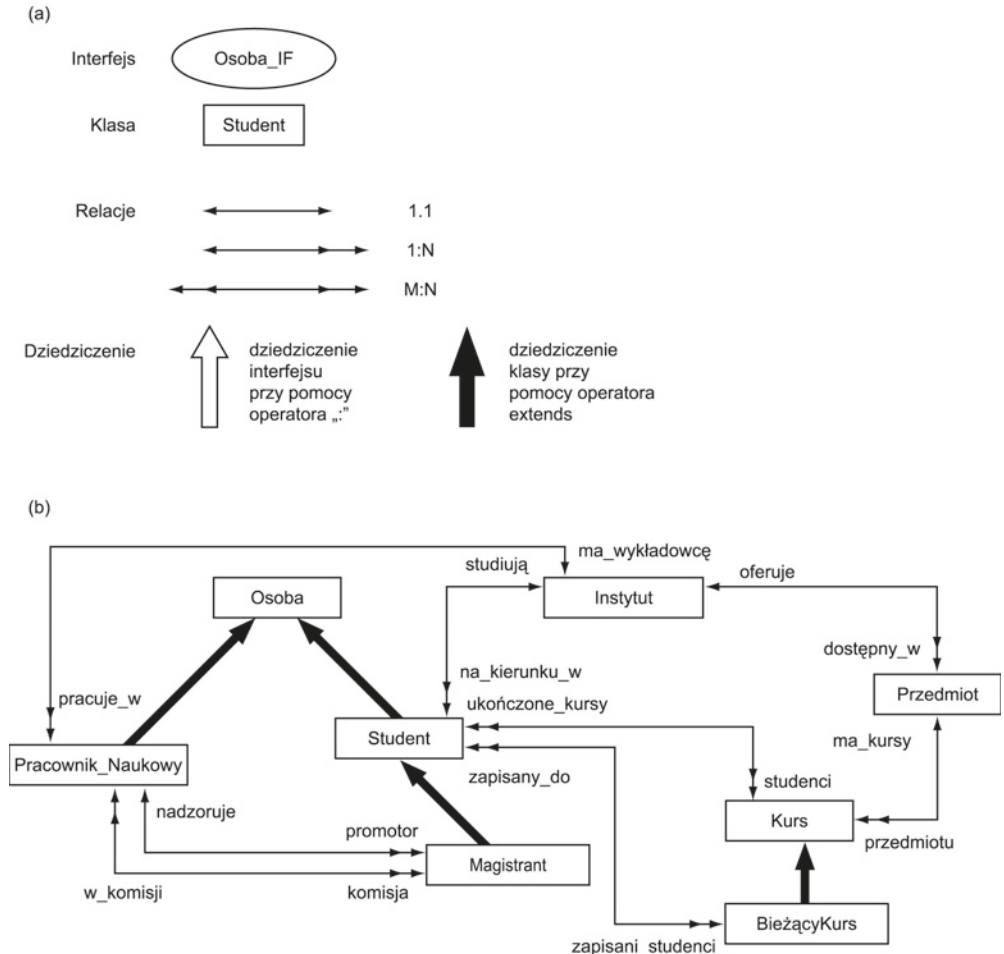 (a)
Interfejs
Osoba_IF
Klasa
Student
Relacje
1.1
1:N
M:N
Dziedziczenie
dziedziczenie
interfejsu
przy pomocy
operatora „:”
dziedziczenie
klasy przy
pomocy operatora
extends
(b)
ma_wykładowcę
studiują
oferuje
Osoba
Instytut
dostępny_w
na_kierunku_w
Przedmiot
pracuje_w
ukończone_kursy
Student
ma_kursy
Pracownik_Naukowy
zapisany_do
studenci
nadzoruje
Kurs
promotor
przedmiotu
Magistrant
w_komisji
komisja
BieżącyKurs
zapisani_studenci